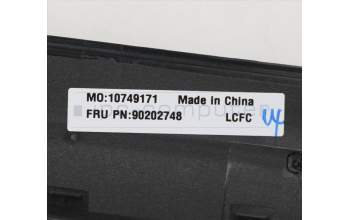 MO:10749171 Made in China
FRU PN:90202748 LCFC